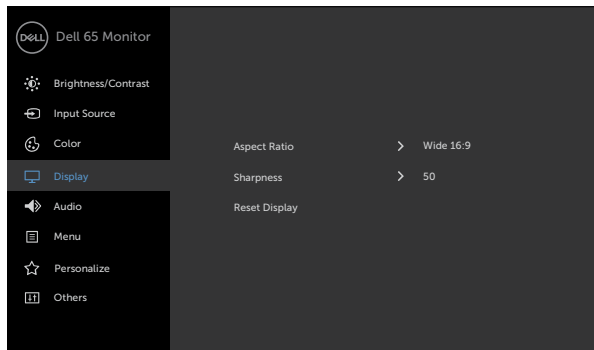 DELL Dell 65 Monitor
Brightness/Contrast
Input Source
Color
Aspect Ratio Wide 16:9
Display
Sharpness 50
Audio
Reset Display
Menu
Personalize
Others